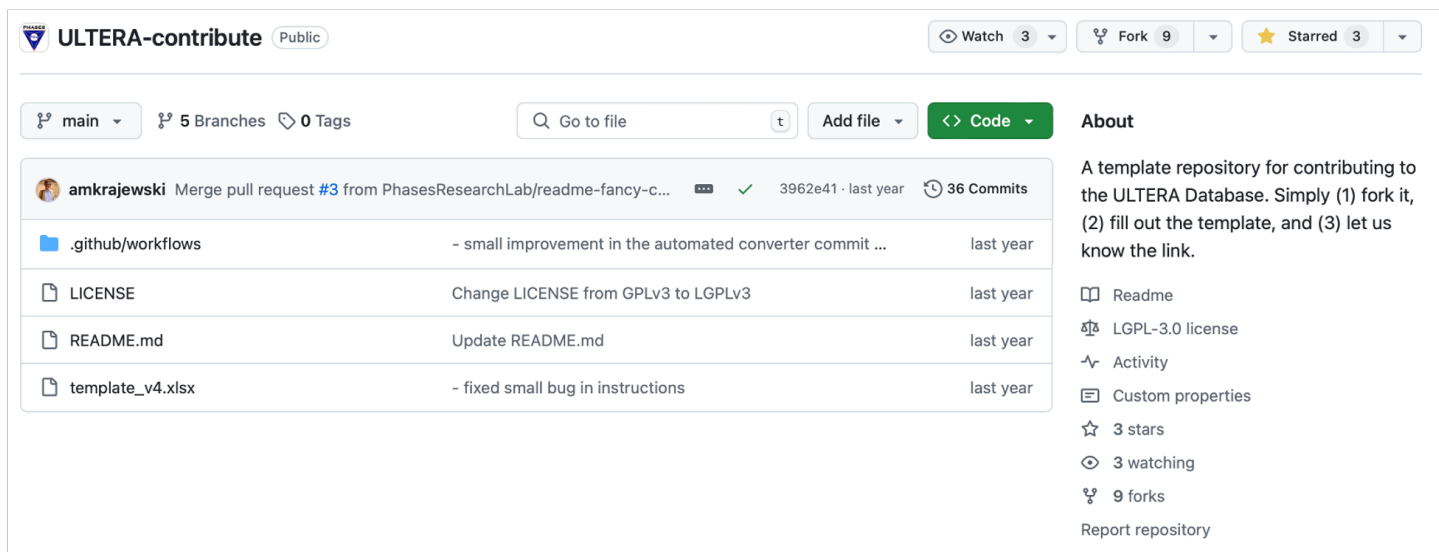 ULTERA-contribute Public Watch 3 Fork 9 Starred 3
main 5 Branches 0 Tags Go to file t Add file Code
amkrajewski Merge pull request #3 from PhasesResearchLab/readme-fancy-c... 3962e41 · last year 36 Commits
.github/workflows - small improvement in the automated converter commit ... last year
LICENSE Change LICENSE from GPLv3 to LGPLv3 last year
README.md Update README.md last year
template_v4.xlsx - fixed small bug in instructions last year
About
A template repository for contributing to
the ULTERA Database. Simply (1) fork it,
(2) fill out the template, and (3) let us
know the link.
Readme
LGPL-3.0 license
Activity
Custom properties
3 stars
3 watching
9 forks
Report repository